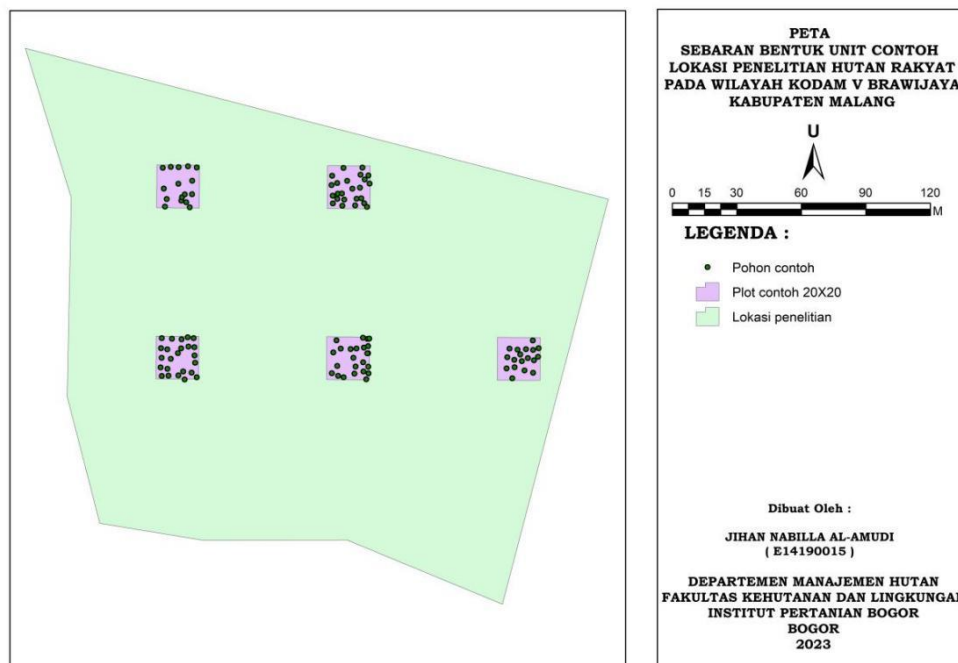 PETA
SEBARAN BENTUK UNIT CONTOH
LOKASI PENELITIAN HUTAN RAKYAT
PADA WILAYAH KODAM V BRAWIJAYA
KABUPATEN MALANG
U
0 15 30 60 90 120
M
LEGENDA :
Pohon contoh
Plot contoh 20X20
Lokasi penelitian
Dibuat Oleh :
JIHAN NABILLA AL-AMUDI
( E14190015 )
DEPARTEMEN MANAJEMEN HUTAN
FAKULTAS KEHUTANAN DAN LINGKUNGAN
INSTITUT PERTANIAN BOGOR
BOGOR
2023